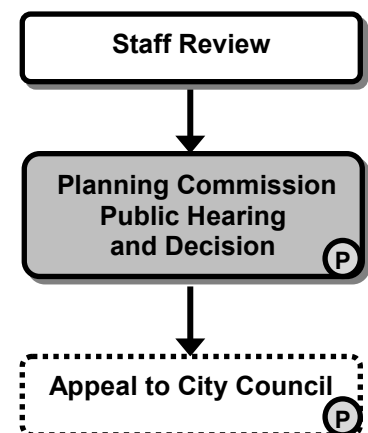 Staff Review
Planning Commission
Public Hearing
and Decision
P
Appeal to City Council
P